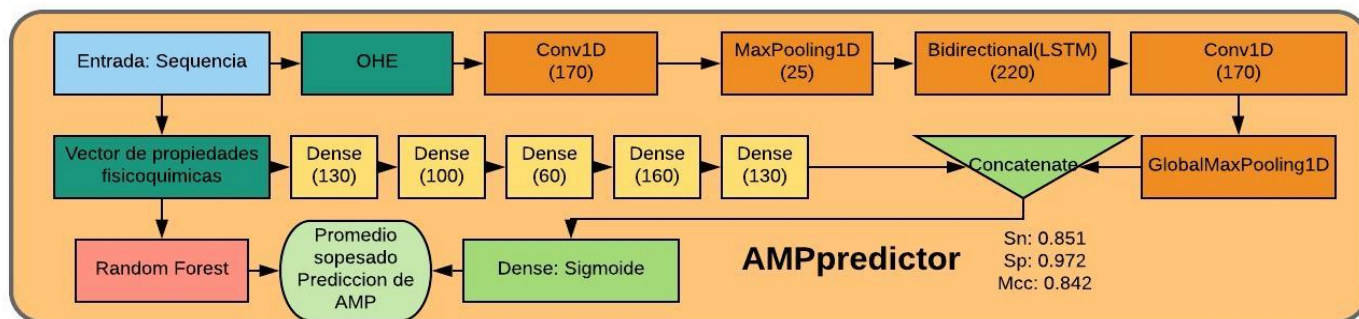 Entrada: Sequencia
OHE
Conv1D
(170)
MaxPooling1D
(25)
Bidirectional(LSTM)
(220)
Conv1D
(170)
Vector de propiedades
fisicoquimicas
Dense
(130)
Dense
(100)
Dense
(60)
Dense
(160)
Dense
(130)
Concatenate
GlobalMaxPooling1D
Random Forest
Promedio
sopesado
Prediccion de
AMP
Dense: Sigmoide
AMPpredictor
Sn: 0.851
Sp: 0.972
Mcc: 0.842